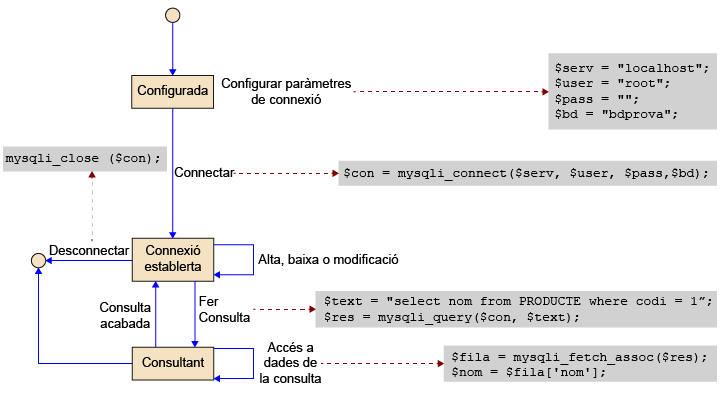 $serv = "localhost";
$user = "root";
$pass = "";
$bd = "bdprova";
Configurada
Configurar paràmetres
de connexió
mysqli_close ($con);
Connectar
$con = mysqli_connect($serv, $user, $pass,$bd);
Desconnectar
Connexió
establerta
Alta, baixa o modificació
Consulta
acabada
Fer
Consulta
$text = "select nom from PRODUCTE where codi = 1”;
$res = mysqli_query($con, $text);
Consultant
Accés a
dades de
la consulta
$fila = mysqli_fetch_assoc($res);
$nom = $fila['nom'];